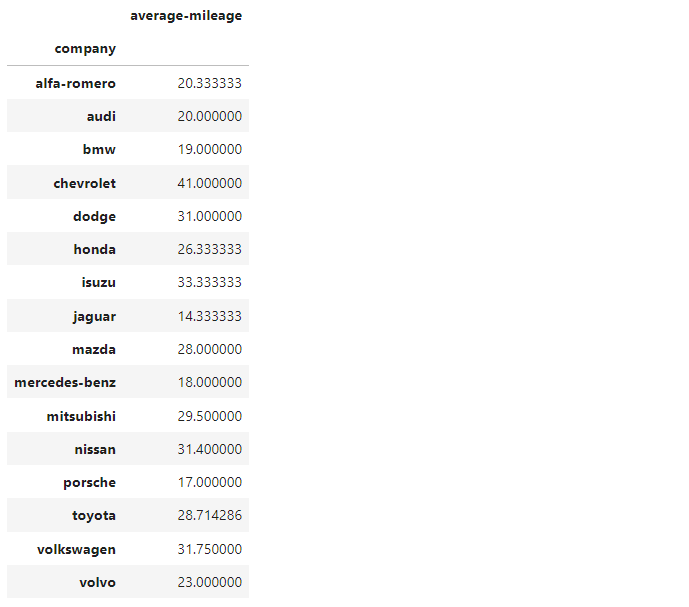 average-mileage
company
alfa-romero 20.333333
audi 20.000000
bmw 19.000000
chevrolet 41.000000
dodge 31.000000
honda 26.333333
isuzu 33.333333
jaguar 14.333333
mazda 28.000000
mercedes-benz 18.000000
mitsubishi 29.500000
nissan 31.400000
porsche 17.000000
toyota 28.714286
volkswagen 31.750000
volvo 23.000000